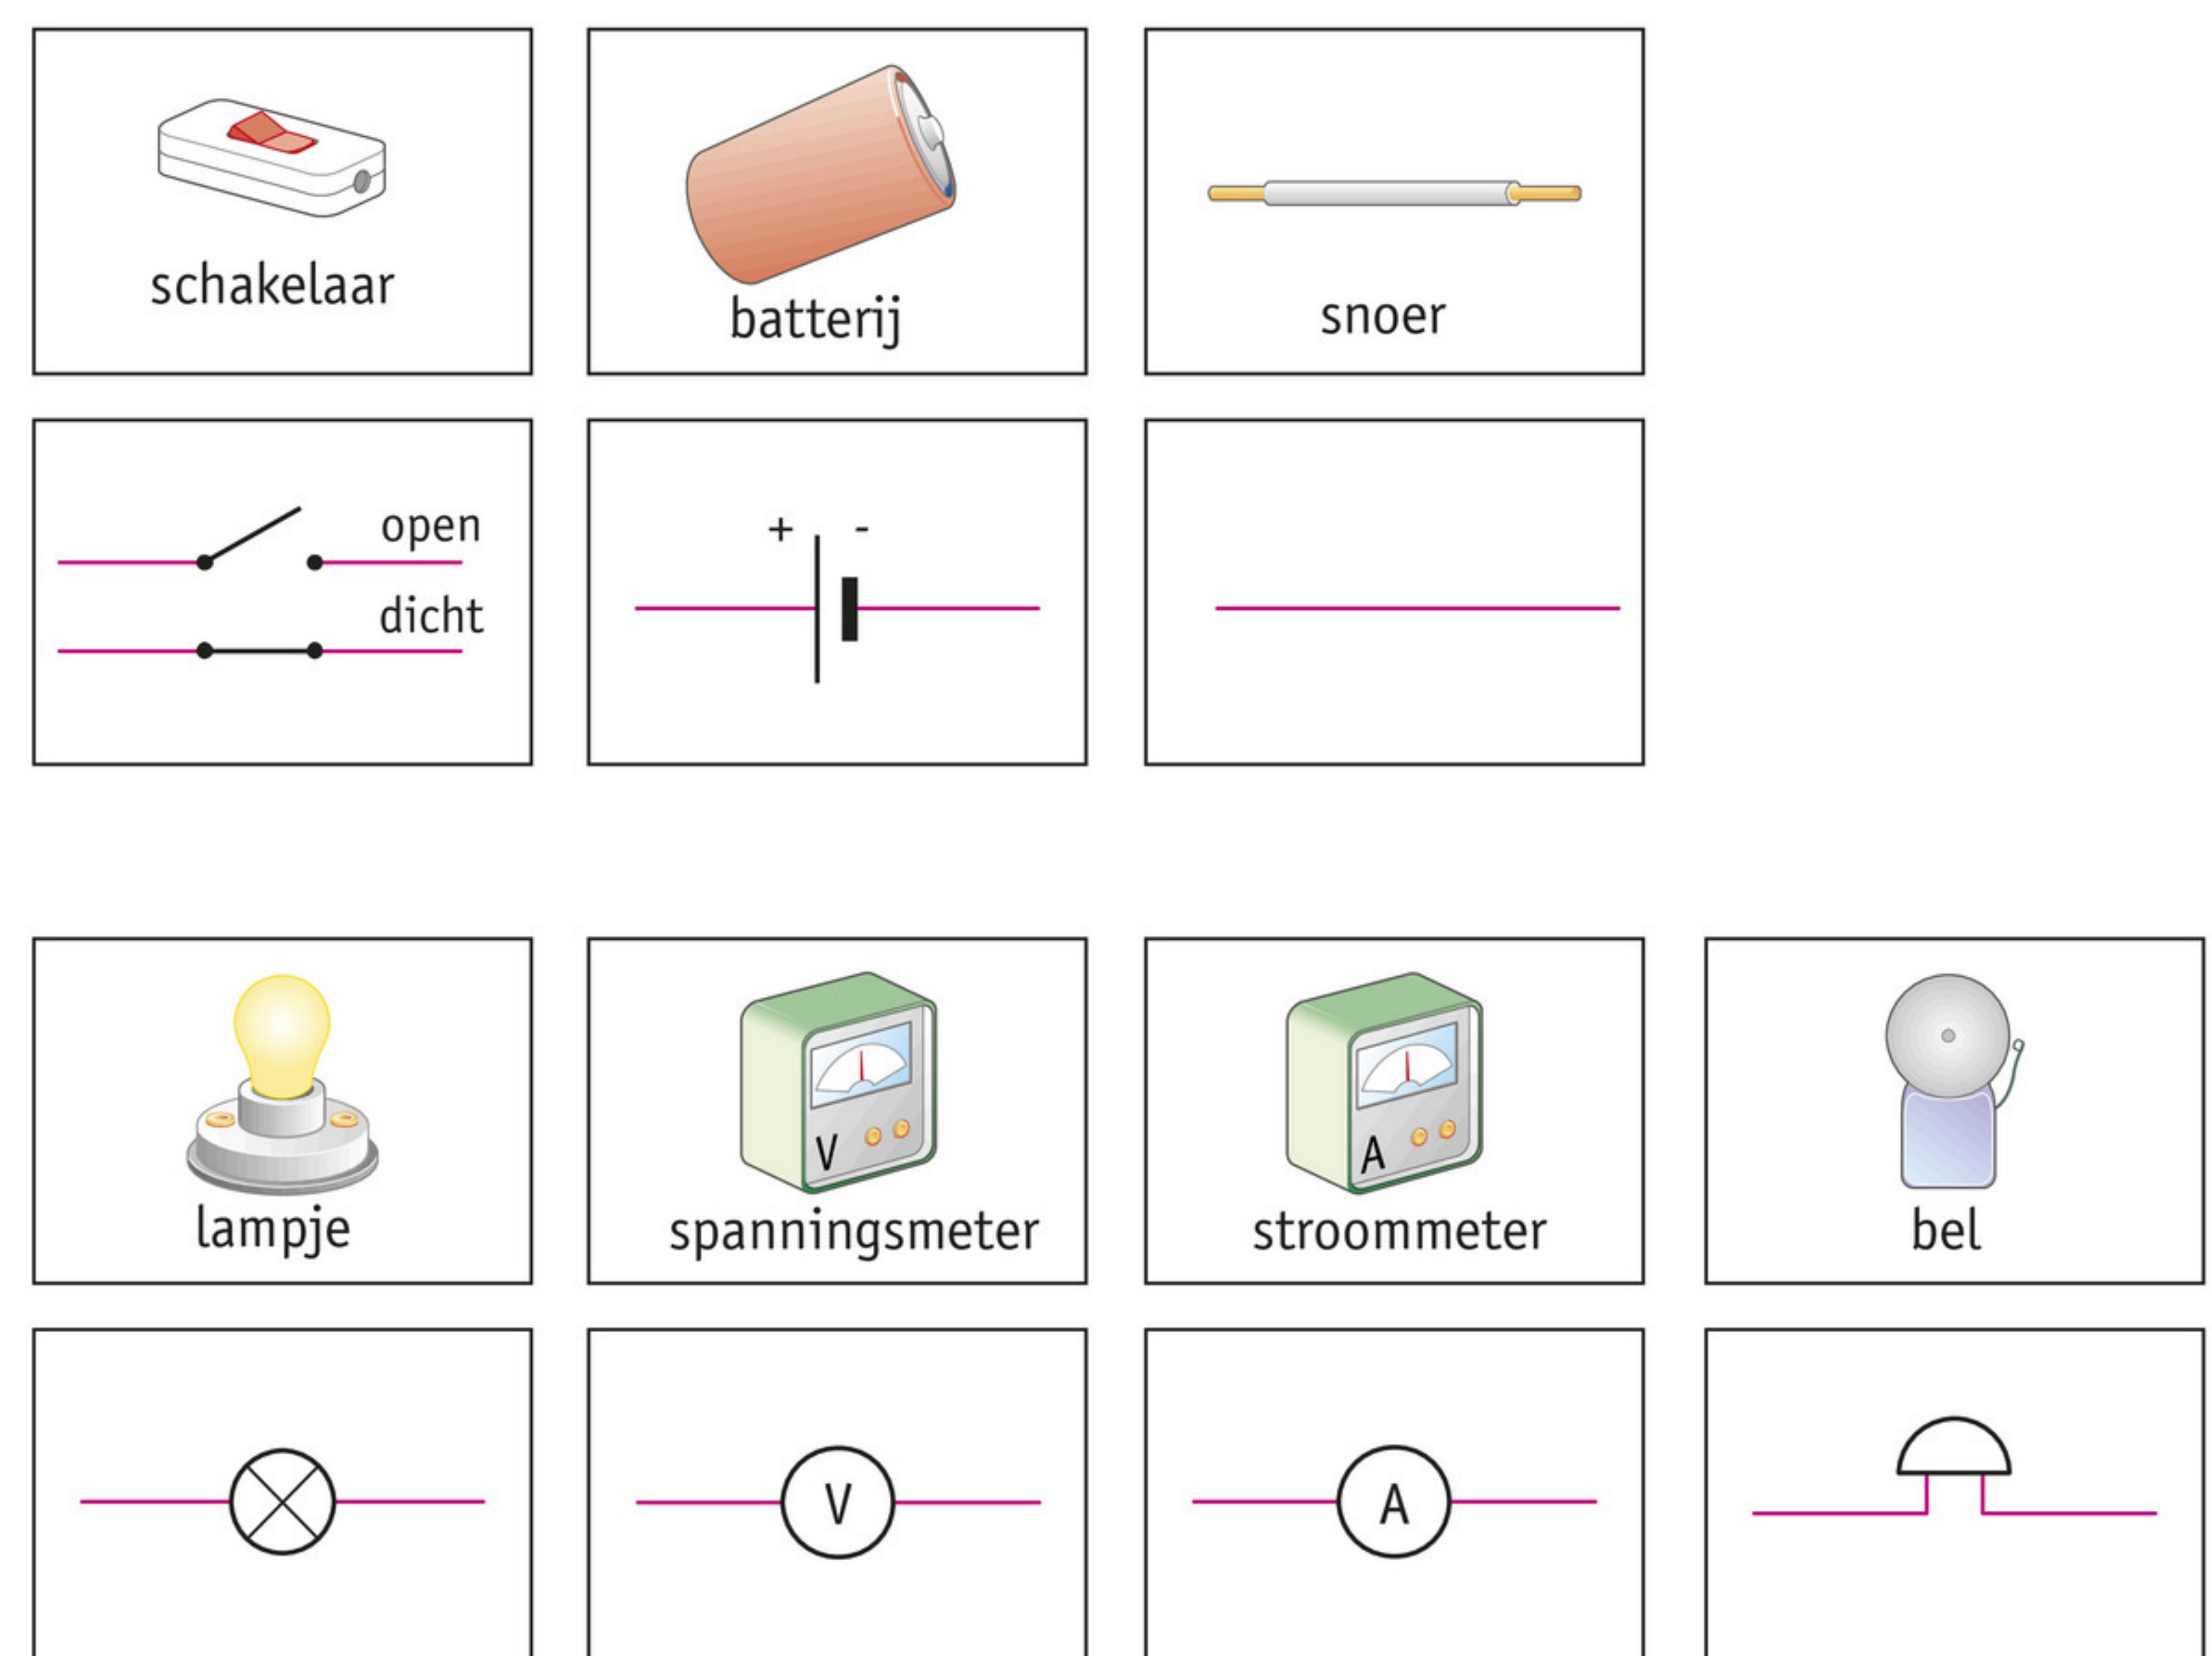 schakelaar
batterij
snoer
open
dicht
+ -
V
A
lampje
spanningsmeter
stroommeter
bel
V
A